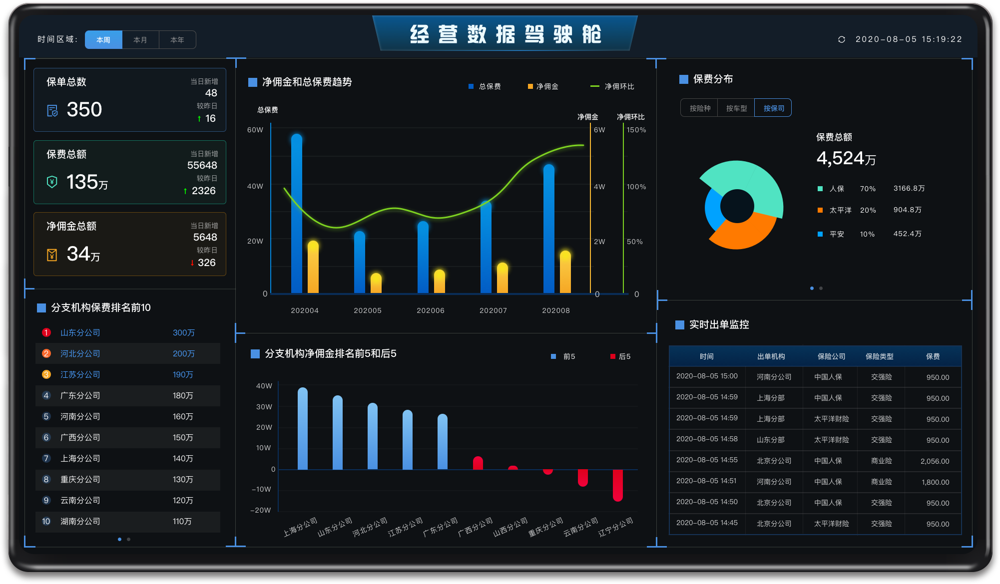 时间区域:
本周 本月 本年
经营数据驾驶舱
2020-08-05 15:19:22
保单总数
当日新增
48
350
较昨日
↑ 16
保费总额
当日新增
55648
135万
较昨日
↑ 2326
净佣金总额
当日新增
5648
34万
较昨日
↓ 326
分支机构保费排名前10
1 山东分公司 300万
2 河北分公司 200万
3 江苏分公司 190万
4 广东分公司 180万
5 河南分公司 160万
6 广西分公司 150万
7 上海分公司 140万
8 重庆分公司 130万
9 云南分公司 120万
10 湖南分公司 110万
净佣金和总保费趋势
总保费 净佣金 净佣环比
总保费
净佣金 净佣环比
60W 6W 150%
40W 4W 100%
20W 2W 50%
0 0 0
202004 202005 202006 202007 202008
分支机构净佣金排名前5和后5
前5 后5
40W
30W
20W
10W
0
-10W
-20W
上海分公司 山东分公司 河北分公司 江苏分公司 广东分公司 广西分公司 山西分公司 重庆分公司 云南分公司 辽宁分公司
保费分布
按险种 按车型 按保司
保费总额
4,524万
人保 70% 3166.8万
太平洋 20% 904.8万
平安 10% 452.4万
实时出单监控
时间 出单机构 保险公司 保险类型 保费
2020-08-05 15:00 河南分公司 中国人保 交强险 950.00
2020-08-05 14:59 上海分部 中国人保 交强险 950.00
2020-08-05 14:59 上海分部 太平洋财险 交强险 950.00
2020-08-05 14:58 山东分部 太平洋财险 交强险 950.00
2020-08-05 14:55 北京分公司 中国人保 商业险 2,056.00
2020-08-05 14:51 河南分公司 中国人保 商业险 1,800.00
2020-08-05 14:50 北京分公司 中国人保 交强险 950.00
2020-08-05 14:45 北京分公司 太平洋财险 交强险 950.00